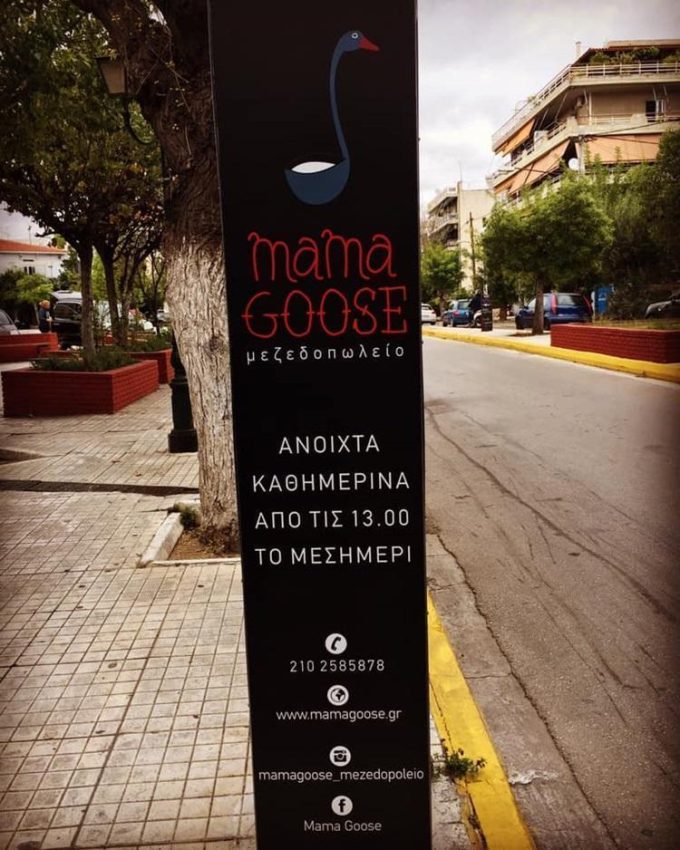 mama
GOOSE
μεζεδοπωλείο
ΑΝΟΙΧΤΑ
ΚΑΘΗΜΕΡΙΝΑ
ΑΠΟ ΤΙΣ 13.00
ΤΟ ΜΕΣΗΜΕΡΙ
210 2585878
www.mamagoose.gr
mamagoose_mezedopoleio
f
Mama Goose